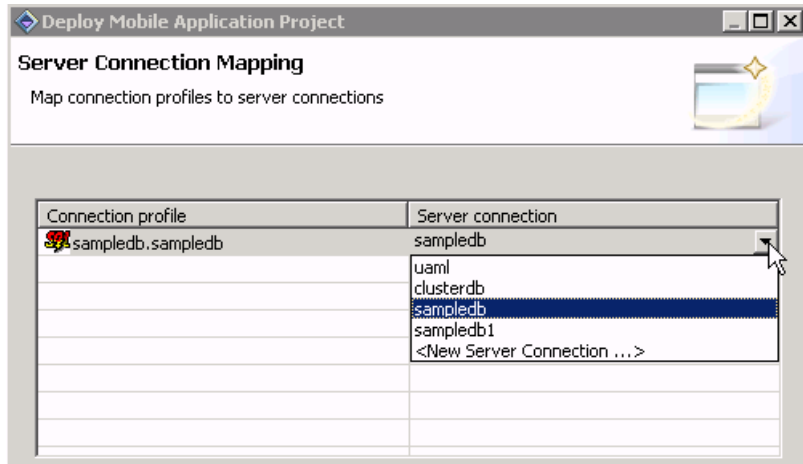 Deploy Mobile Application Project
Server Connection Mapping
Map connection profiles to server connections
Connection profile Server connection
sampledb.sampledb sampledb
uaml
clusterdb
sampledb
sampledb1
<New Server Connection ...>